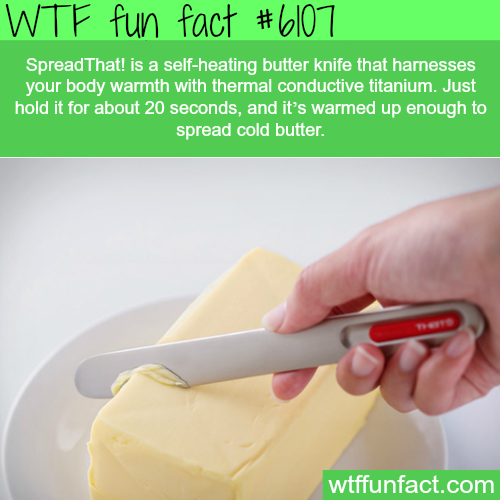 WTF fun fact #6107
SpreadThat! is a self-heating butter knife that harnesses
your body warmth with thermal conductive titanium. Just
hold it for about 20 seconds, and it's warmed up enough to
spread cold butter.
wtffunfact.com